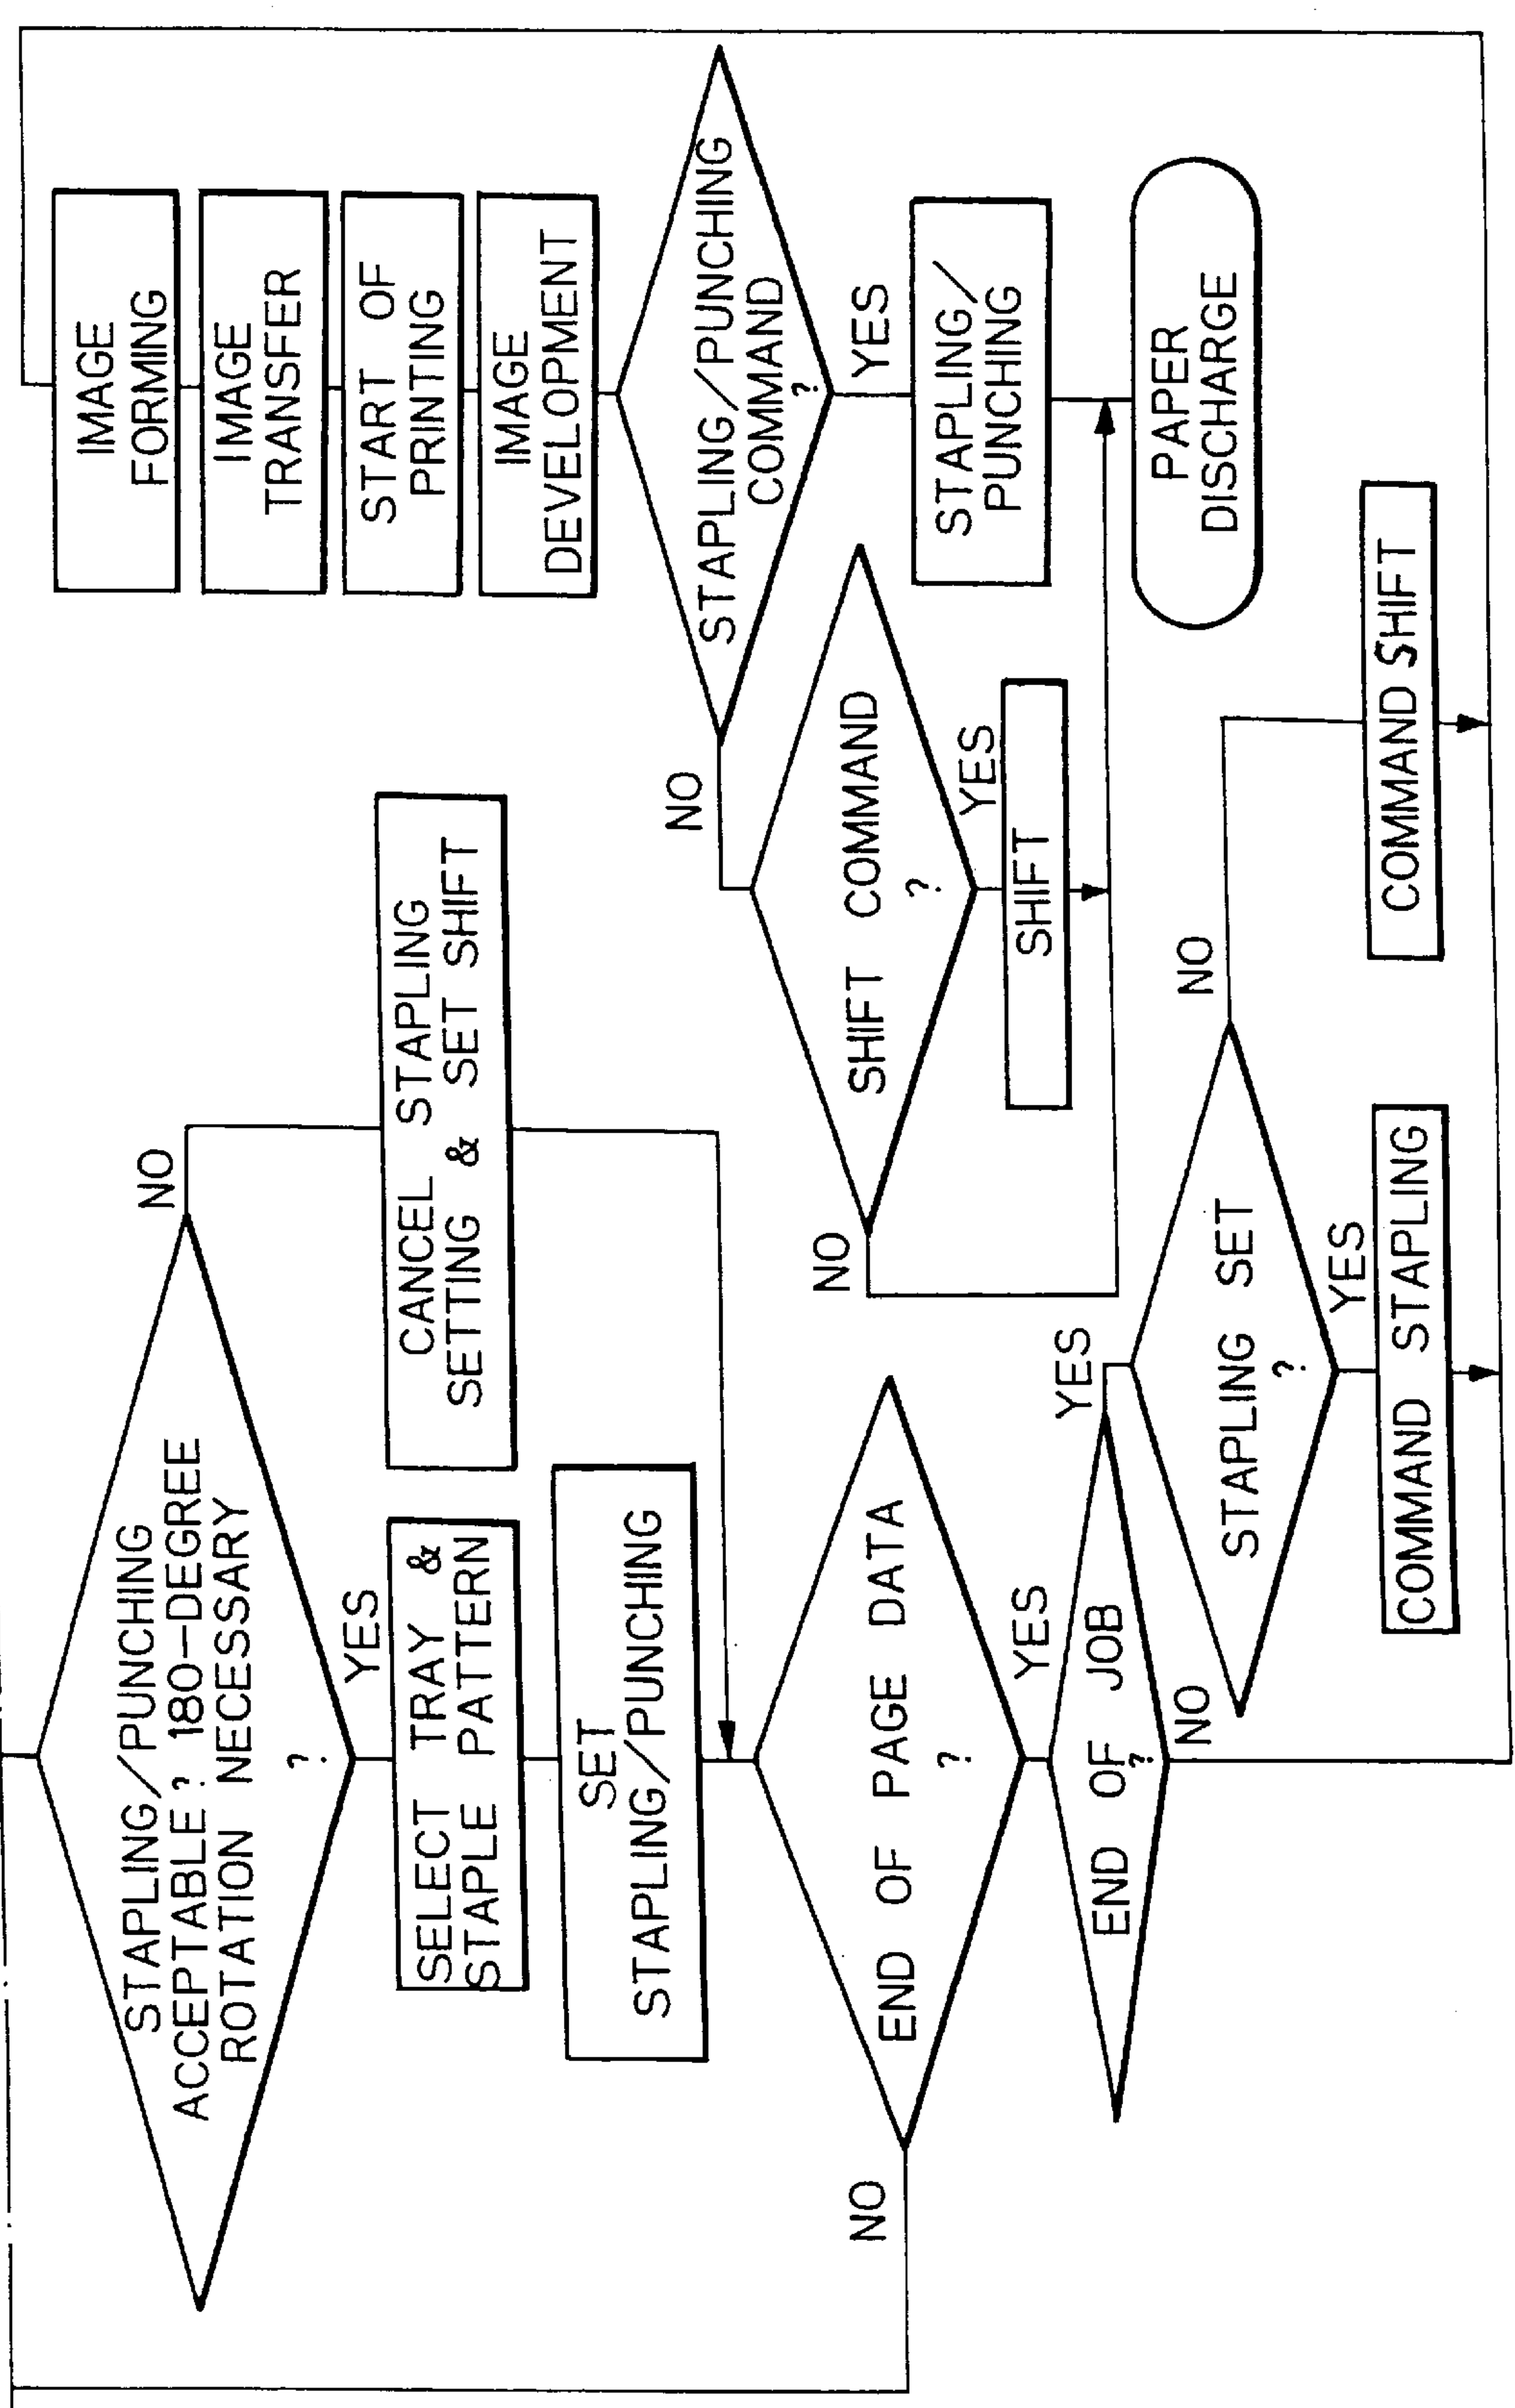 STAPLING/PUNCHING
ACCEPTABLE? 180-DEGREE
ROTATION NECESSARY
?
NO
YES
SELECT TRAY &
STAPLE PATTERN
CANCEL STAPLING
SETTING & SET SHIFT
SET
STAPLING/PUNCHING
END OF PAGE DATA
?
NO
YES
END OF JOB
?
YES
NO
STAPLING SET
?
NO
YES
COMMAND STAPLING
COMMAND SHIFT
IMAGE
FORMING
IMAGE
TRANSFER
START OF
PRINTING
IMAGE
DEVELOPMENT
STAPLING/PUNCHING
COMMAND
?
NO
YES
SHIFT COMMAND
?
NO
YES
SHIFT
STAPLING/
PUNCHING
PAPER
DISCHARGE